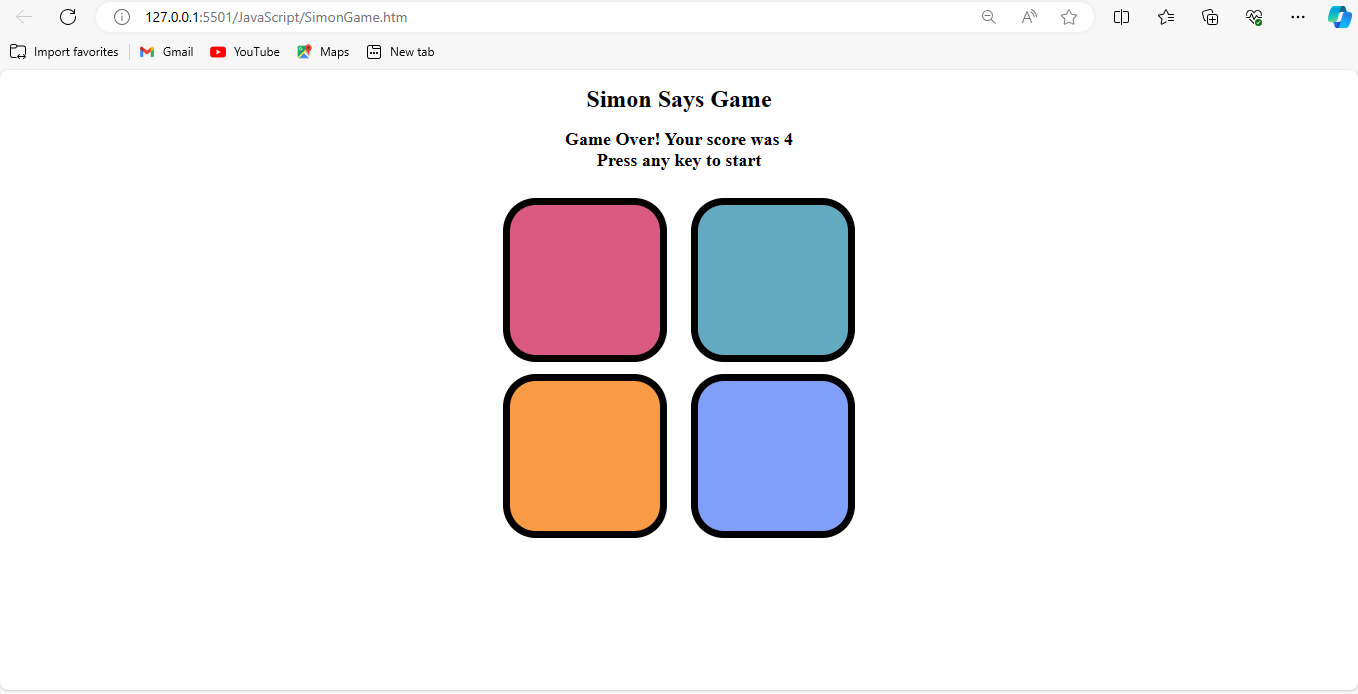 127.0.0.1:5501/JavaScript/SimonGame.htm
Import favorites Gmail YouTube Maps New tab
Simon Says Game
Game Over! Your score was 4
Press any key to start